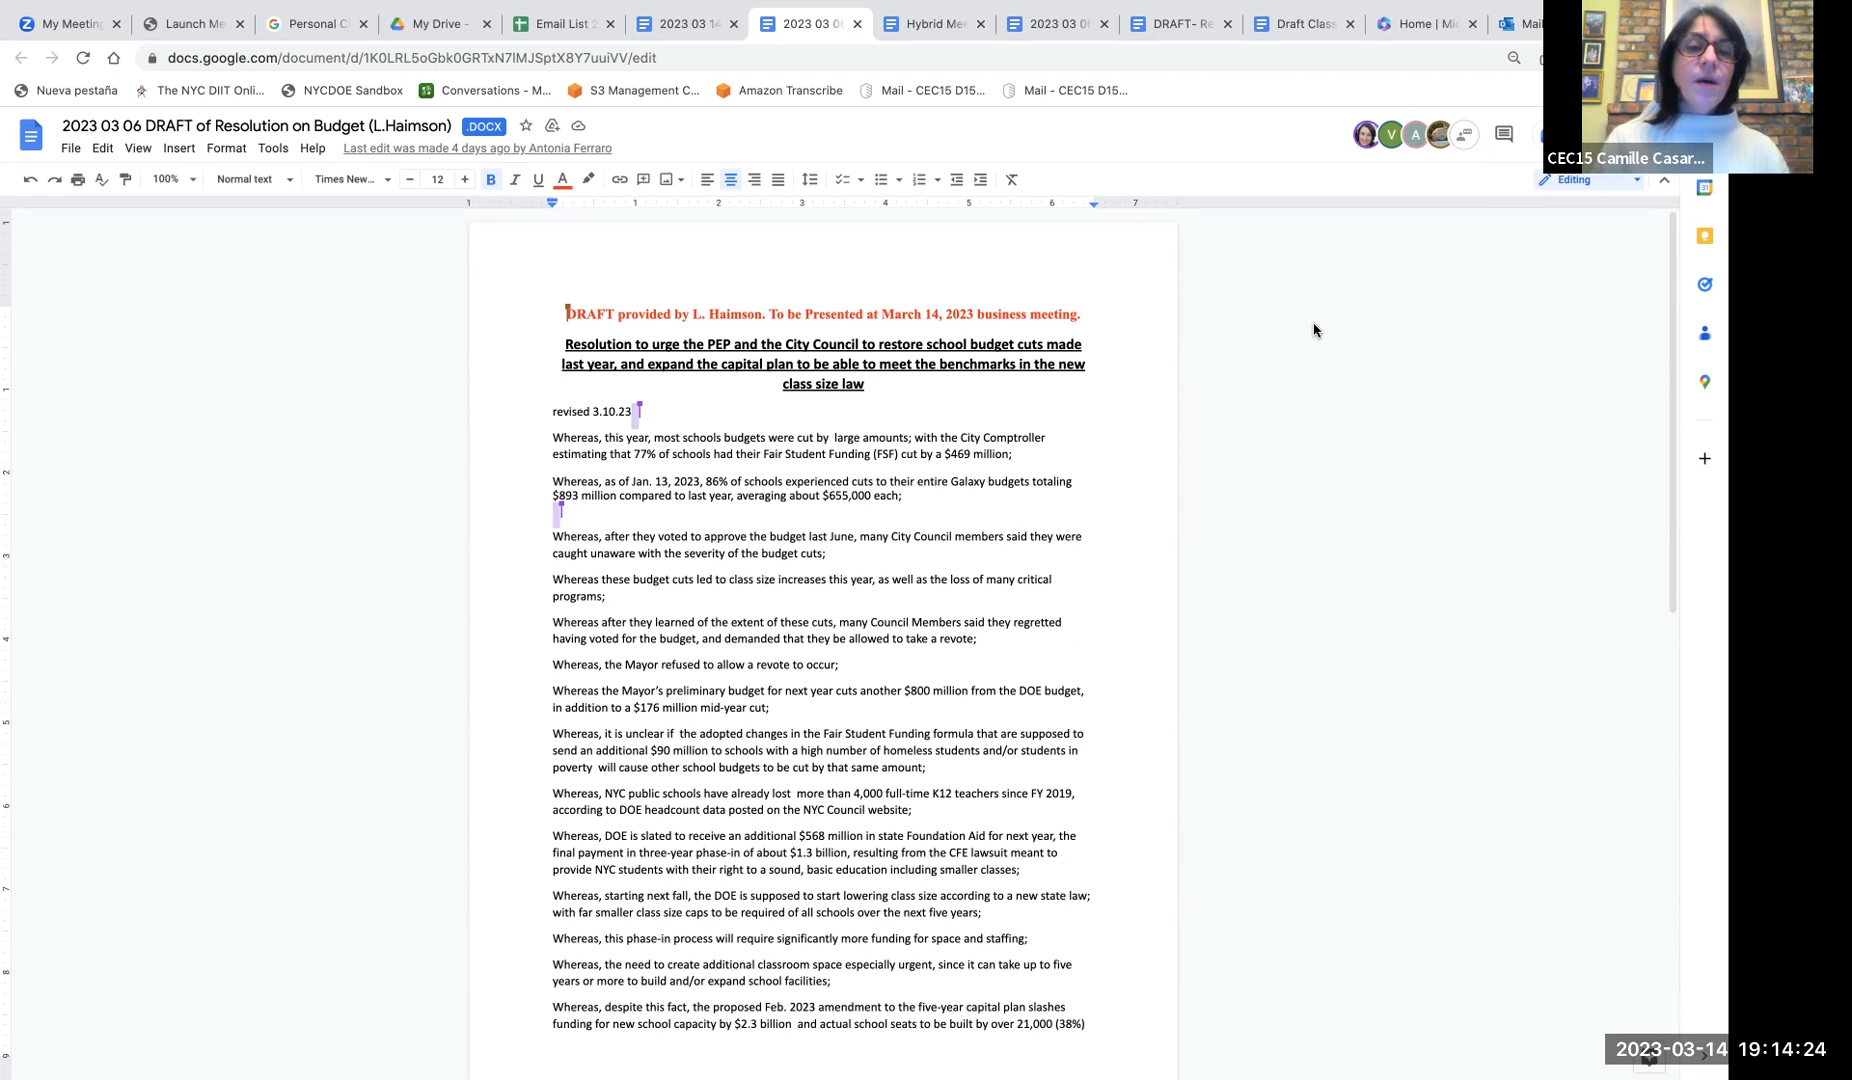 My Meeting
Launch Me
Personal C
My Drive -
Email List 2
2023 03 14
2023 03 06
Hybrid Mee
2023 03 06
DRAFT- Re
Draft Class
Home | Mic
Mail
docs.google.com/document/d/1K0LRL5oGbk0GRTxN7lMJSptX8Y7uuiVV/edit
Nueva pestaña
The NYC DIIT Onli...
NYCDOE Sandbox
Conversations - M...
S3 Management C...
Amazon Transcribe
Mail - CEC15 D15...
Mail - CEC15 D15...
2023 03 06 DRAFT of Resolution on Budget (L.Haimson) .DOCX
File Edit View Insert Format Tools Help Last edit was made 4 days ago by Antonia Ferraro
V A
CEC15 Camille Casar...
100% Normal text Times New... − 12 + B I U A
Editing
1 1 2 3 4 5 6 7
DRAFT provided by L. Haimson. To be Presented at March 14, 2023 business meeting.
Resolution to urge the PEP and the City Council to restore school budget cuts made
last year, and expand the capital plan to be able to meet the benchmarks in the new
class size law
revised 3.10.23
Whereas, this year, most schools budgets were cut by large amounts; with the City Comptroller
estimating that 77% of schools had their Fair Student Funding (FSF) cut by a $469 million;
Whereas, as of Jan. 13, 2023, 86% of schools experienced cuts to their entire Galaxy budgets totaling
$893 million compared to last year, averaging about $655,000 each;
Whereas, after they voted to approve the budget last June, many City Council members said they were
caught unaware with the severity of the budget cuts;
Whereas these budget cuts led to class size increases this year, as well as the loss of many critical
programs;
Whereas after they learned of the extent of these cuts, many Council Members said they regretted
having voted for the budget, and demanded that they be allowed to take a revote;
Whereas, the Mayor refused to allow a revote to occur;
Whereas the Mayor's preliminary budget for next year cuts another $800 million from the DOE budget,
in addition to a $176 million mid-year cut;
Whereas, it is unclear if the adopted changes in the Fair Student Funding formula that are supposed to
send an additional $90 million to schools with a high number of homeless students and/or students in
poverty will cause other school budgets to be cut by that same amount;
Whereas, NYC public schools have already lost more than 4,000 full-time K12 teachers since FY 2019,
according to DOE headcount data posted on the NYC Council website;
Whereas, DOE is slated to receive an additional $568 million in state Foundation Aid for next year, the
final payment in three-year phase-in of about $1.3 billion, resulting from the CFE lawsuit meant to
provide NYC students with their right to a sound, basic education including smaller classes;
Whereas, starting next fall, the DOE is supposed to start lowering class size according to a new state law;
with far smaller class size caps to be required of all schools over the next five years;
Whereas, this phase-in process will require significantly more funding for space and staffing;
Whereas, the need to create additional classroom space especially urgent, since it can take up to five
years or more to build and/or expand school facilities;
Whereas, despite this fact, the proposed Feb. 2023 amendment to the five-year capital plan slashes
funding for new school capacity by $2.3 billion and actual school seats to be built by over 21,000 (38%)
2023-03-14 19:14:24